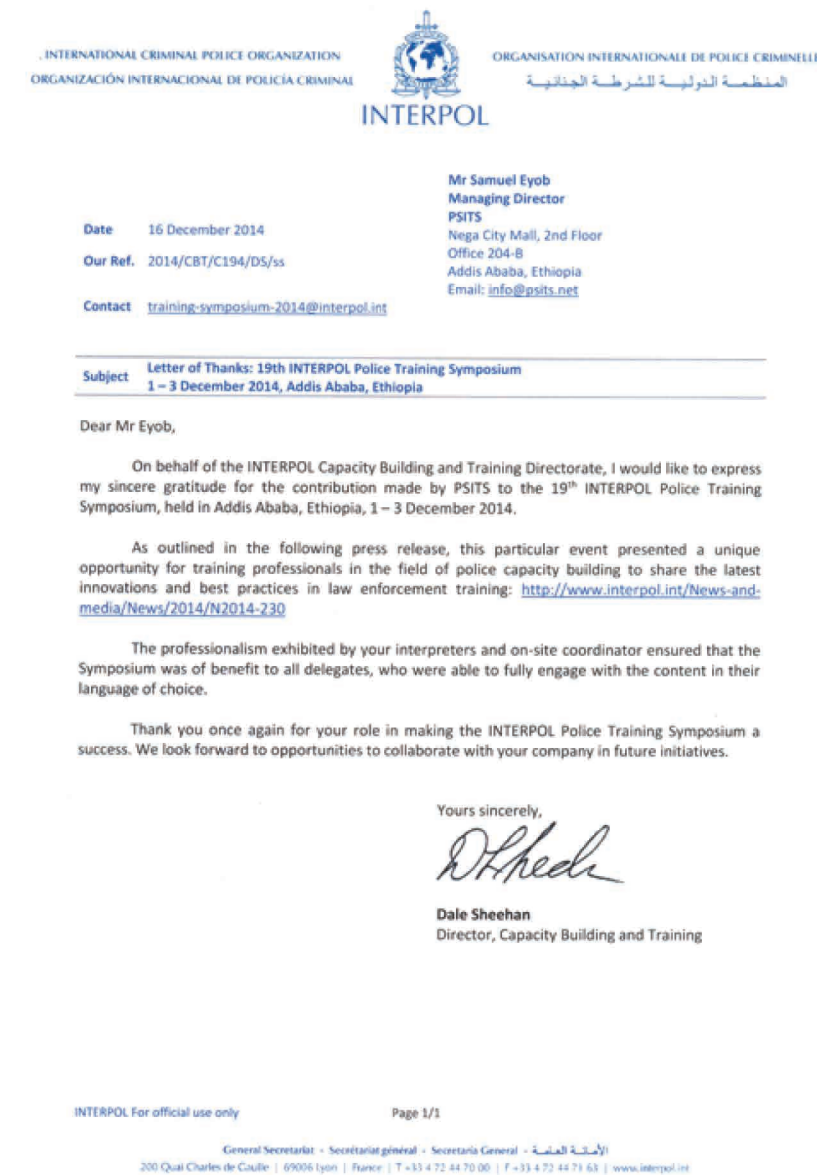 INTERNATIONAL CRIMINAL POLICE ORGANIZATION
ORGANIZACIÓN INTERNACIONAL DE POLICÍA CRIMINAL
ORGANISATION INTERNATIONALE DE POLICE CRIMINELLE
المنظمة الدولية للشرطة الجنائية
INTERPOL
Mr Samuel Eyob
Managing Director
PSITS
Nega City Mall, 2nd Floor
Office 204-B
Addis Ababa, Ethiopia
Email: info@psits.net
Date 16 December 2014
Our Ref. 2014/CBT/C194/DS/ss
Contact training-symposium-2014@interpol.int
Subject Letter of Thanks: 19th INTERPOL Police Training Symposium
1 – 3 December 2014, Addis Ababa, Ethiopia
Dear Mr Eyob,
On behalf of the INTERPOL Capacity Building and Training Directorate, I would like to express
my sincere gratitude for the contribution made by PSITS to the 19th INTERPOL Police Training
Symposium, held in Addis Ababa, Ethiopia, 1 – 3 December 2014.
As outlined in the following press release, this particular event presented a unique
opportunity for training professionals in the field of police capacity building to share the latest
innovations and best practices in law enforcement training: http://www.interpol.int/News-and-
media/News/2014/N2014-230
The professionalism exhibited by your interpreters and on-site coordinator ensured that the
Symposium was of benefit to all delegates, who were able to fully engage with the content in their
language of choice.
Thank you once again for your role in making the INTERPOL Police Training Symposium a
success. We look forward to opportunities to collaborate with your company in future initiatives.
Yours sincerely,
Dale Sheehan
Director, Capacity Building and Training
INTERPOL For official use only
Page 1/1
General Secretariat - Secrétariat général - Secretaría General - الأمانة العامة
200 Quai Charles de Gaulle | 69006 Lyon | France | T +33 4 72 44 70 00 | F +33 4 72 44 71 63 | www.interpol.int